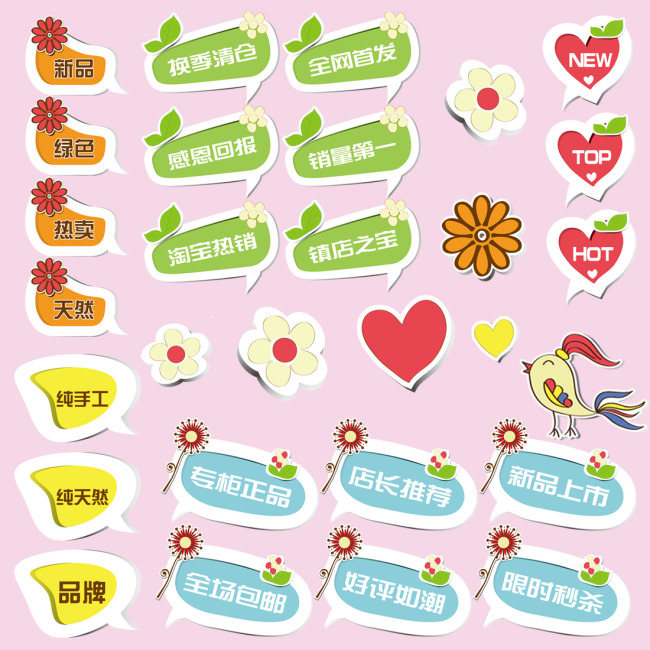 新品
换季清仓
全网首发
NEW
绿色
感恩回报
销量第一
TOP
热卖
淘宝热销
镇店之宝
HOT
天然
纯手工
纯天然
专柜正品
店长推荐
新品上市
品牌
全场包邮
好评如潮
限时秒杀